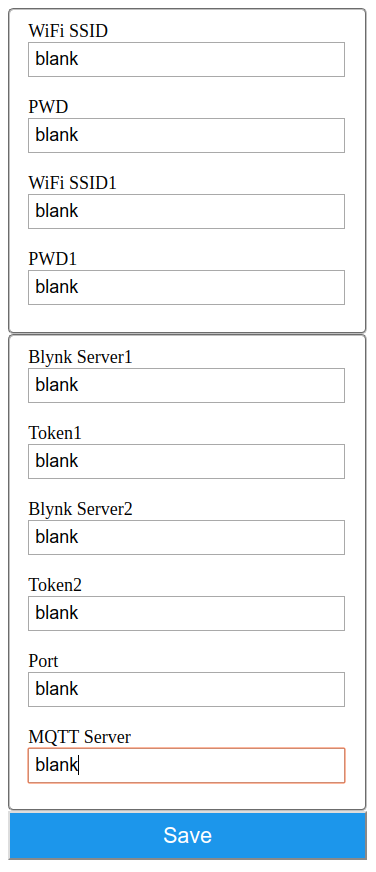 WiFi SSID
blank
PWD
blank
WiFi SSID1
blank
PWD1
blank
Blynk Server1
blank
Token1
blank
Blynk Server2
blank
Token2
blank
Port
blank
MQTT Server
blank
Save